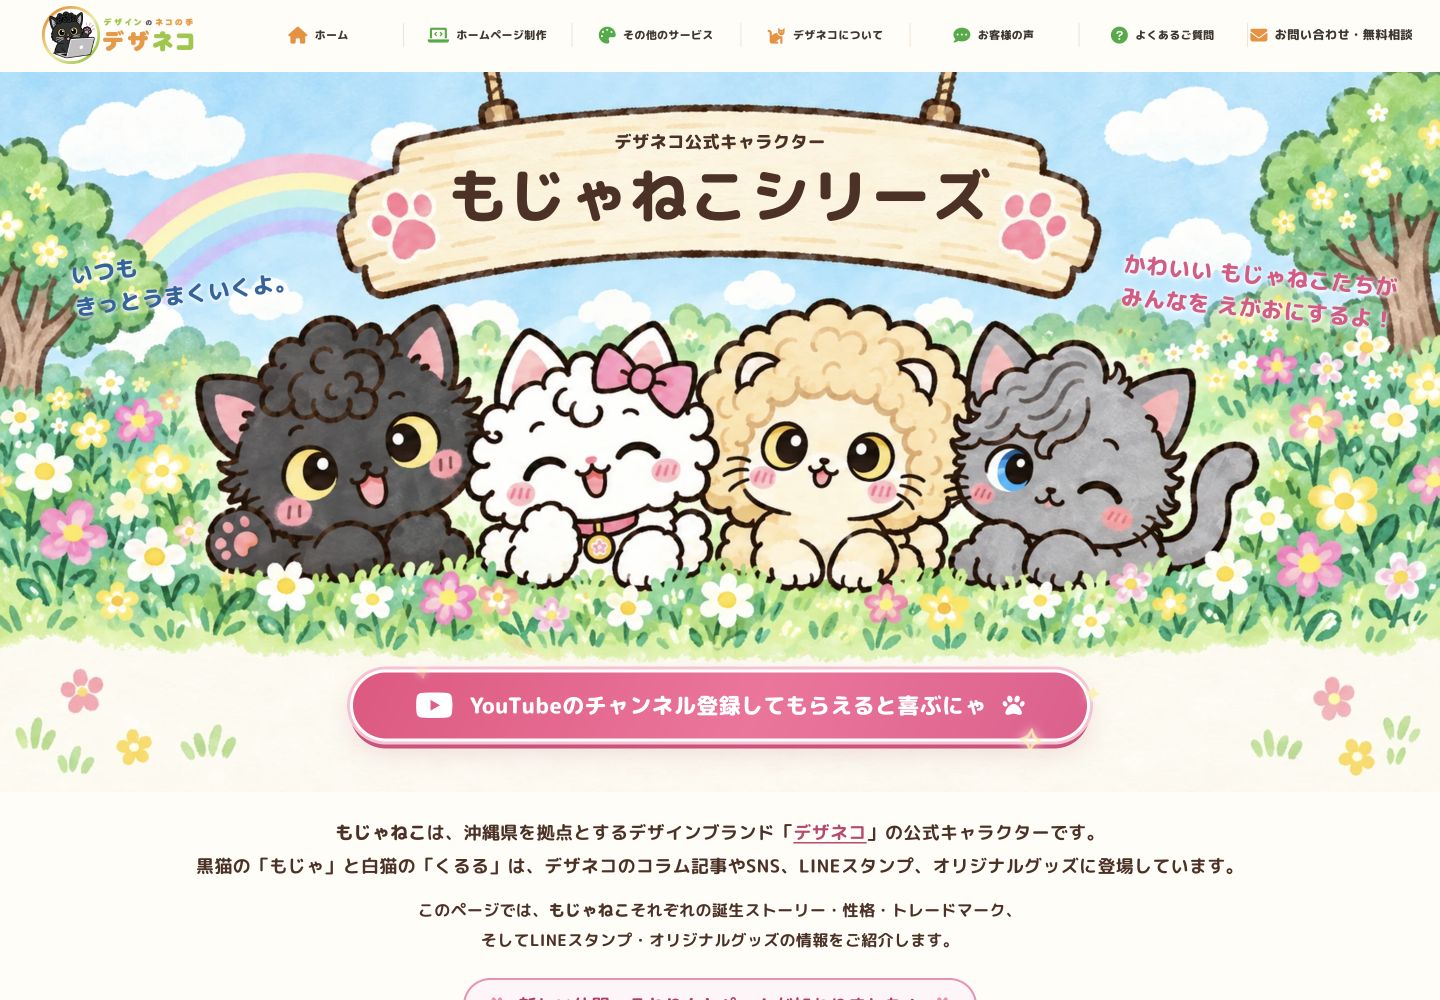 デザインのネコの手
デザネコ
ホーム
ホームページ制作
その他のサービス
デザネコについて
お客様の声
よくあるご質問
お問い合わせ・無料相談
デザネコ公式キャラクター
もじゃねこシリーズ
いつも
きっとうまくいくよ。
かわいい もじゃねこたちが
みんなを えがおにするよ！
YouTubeのチャンネル登録してもらえると喜ぶにゃ
もじゃねこは、沖縄県を拠点とするデザインブランド「デザネコ」の公式キャラクターです。
黒猫の「もじゃ」と白猫の「くるる」は、デザネコのコラム記事やSNS、LINEスタンプ、オリジナルグッズに登場しています。
このページでは、もじゃねこそれぞれの誕生ストーリー・性格・トレードマーク、
そしてLINEスタンプ・オリジナルグッズの情報をご紹介します。